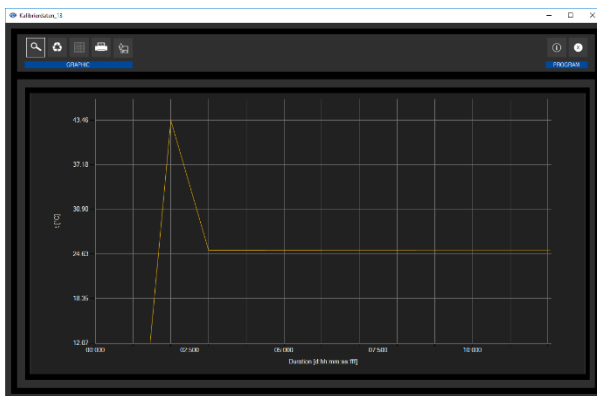 Kalibrierdaten_13
GRAPHIC
PROGRAM
43.46
37.18
30.90
24.63
18.35
12.07
t [°C]
00:000
02:500
05:000
07:500
10:000
Duration [d:hh:mm:ss:fff]